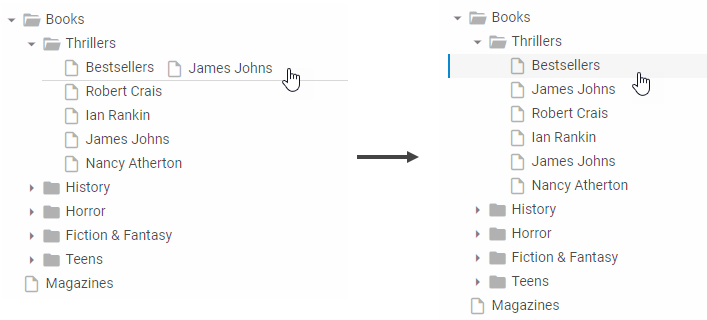 Books
Thrillers
Bestsellers James Johns
Robert Crais
Ian Rankin
James Johns
Nancy Atherton
History
Horror
Fiction & Fantasy
Teens
Magazines
Books
Thrillers
Bestsellers
James Johns
Robert Crais
Ian Rankin
James Johns
Nancy Atherton
History
Horror
Fiction & Fantasy
Teens
Magazines